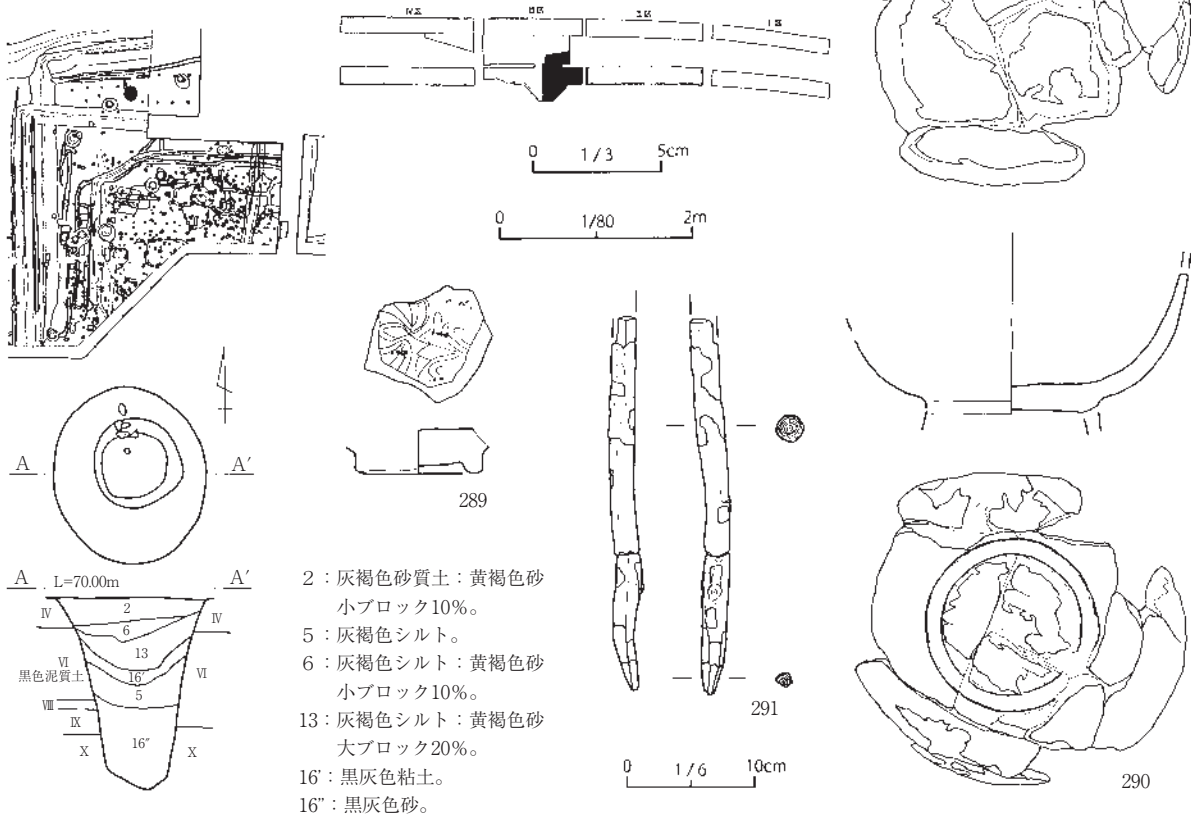 0 1/3 5cm
0 1/80 2m
289
A A′
A L=70.00m A′
2
6
13
16′
5
16″
IV IV
VI VI
黒色泥質土
VIII
IX
X X
2：灰褐色砂質土：黄褐色砂
小ブロック10%。
5：灰褐色シルト。
6：灰褐色シルト：黄褐色砂
小ブロック10%。
13：灰褐色シルト：黄褐色砂
大ブロック20%。
16’：黒灰色粘土。
16”：黒灰色砂。
291
0 1/6 10cm
290